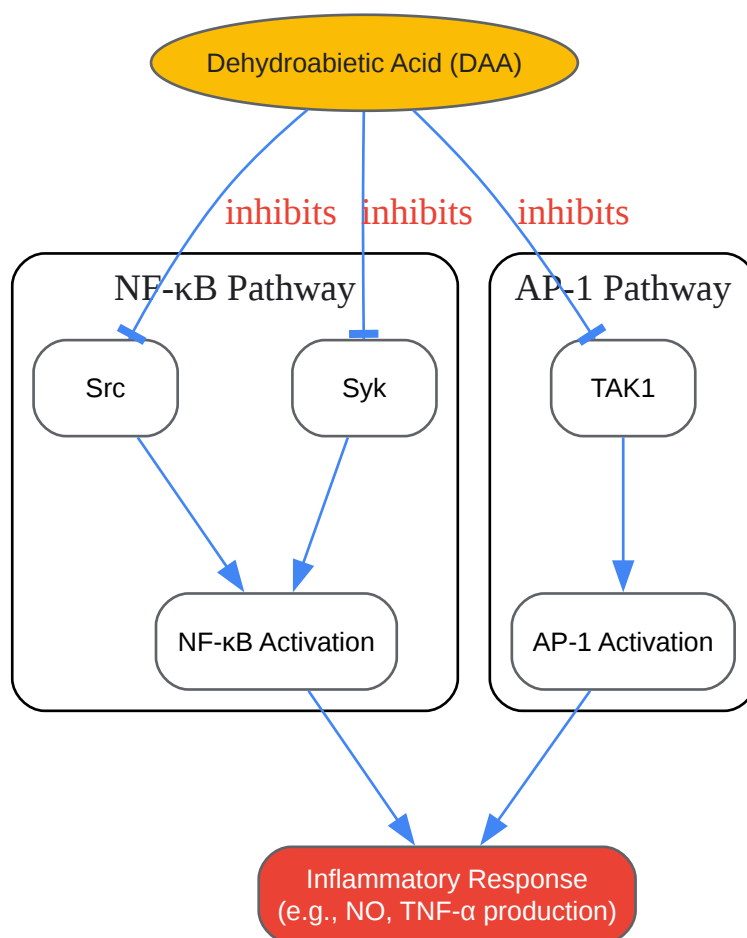 Dehydroabietic Acid (DAA)
inhibits inhibits inhibits
NF-κB Pathway
AP-1 Pathway
Src
Syk
TAK1
NF-κB Activation
AP-1 Activation
Inflammatory Response
(e.g., NO, TNF-α production)